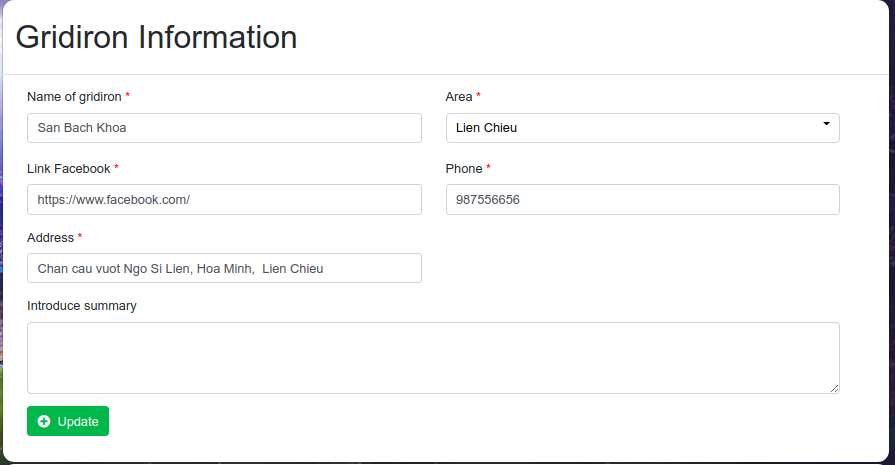 Gridiron Information
Name of gridiron *
Area *
San Bach Khoa
Lien Chieu
Link Facebook *
Phone *
https://www.facebook.com/
987556656
Address *
Chan cau vuot Ngo Si Lien, Hoa Minh,  Lien Chieu
Introduce summary
Update